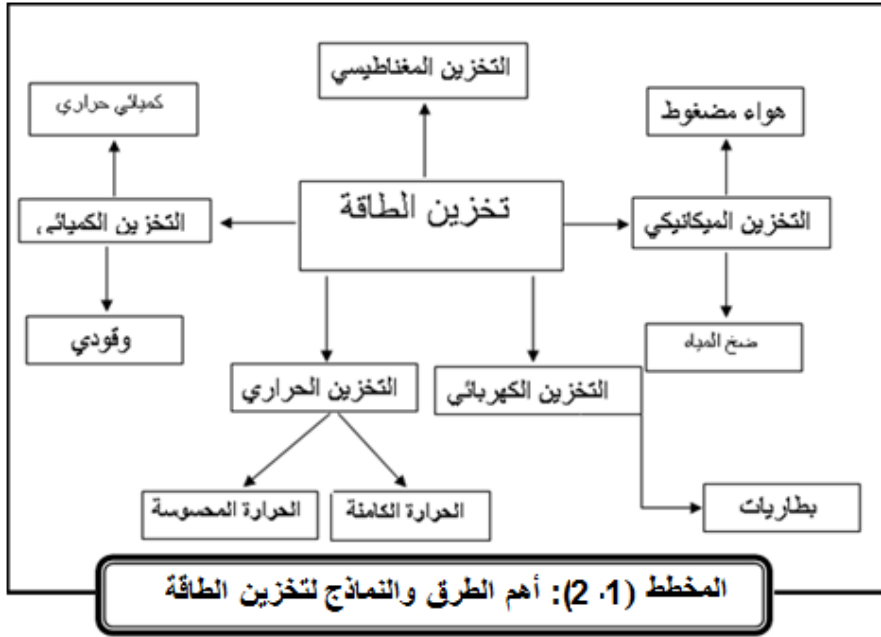 التخزين المغناطيسي
هواء مضغوط
كميائي حراري
تخزين الطاقة
التخزين الميكانيكي
التخزين الكميائي
ضخ المياه
وقودي
التخزين الكهربائي
التخزين الحراري
بطاريات
الحرارة الكامنة
الحرارة المحسوسة
المخطط (1، 2): أهم الطرق والنماذج لتخزين الطاقة